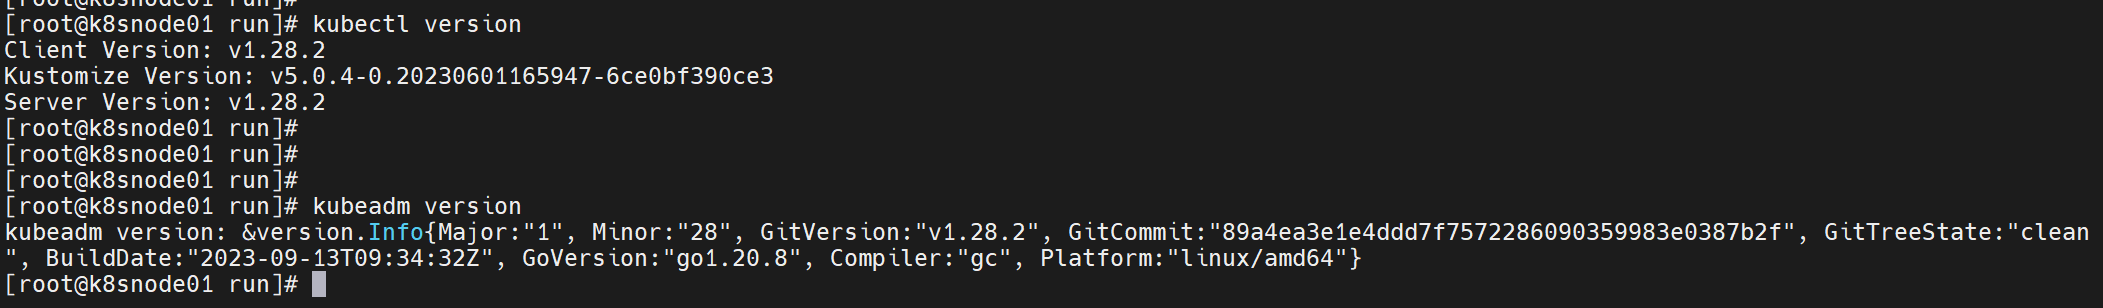 [root@k8snode01 run]#
[root@k8snode01 run]# kubectl version
Client Version: v1.28.2
Kustomize Version: v5.0.4-0.20230601165947-6ce0bf390ce3
Server Version: v1.28.2
[root@k8snode01 run]#
[root@k8snode01 run]#
[root@k8snode01 run]#
[root@k8snode01 run]# kubeadm version
kubeadm version: &version.Info{Major:"1", Minor:"28", GitVersion:"v1.28.2", GitCommit:"89a4ea3e1e4ddd7f7572286090359983e0387b2f", GitTreeState:"clean
", BuildDate:"2023-09-13T09:34:32Z", GoVersion:"go1.20.8", Compiler:"gc", Platform:"linux/amd64"}
[root@k8snode01 run]#